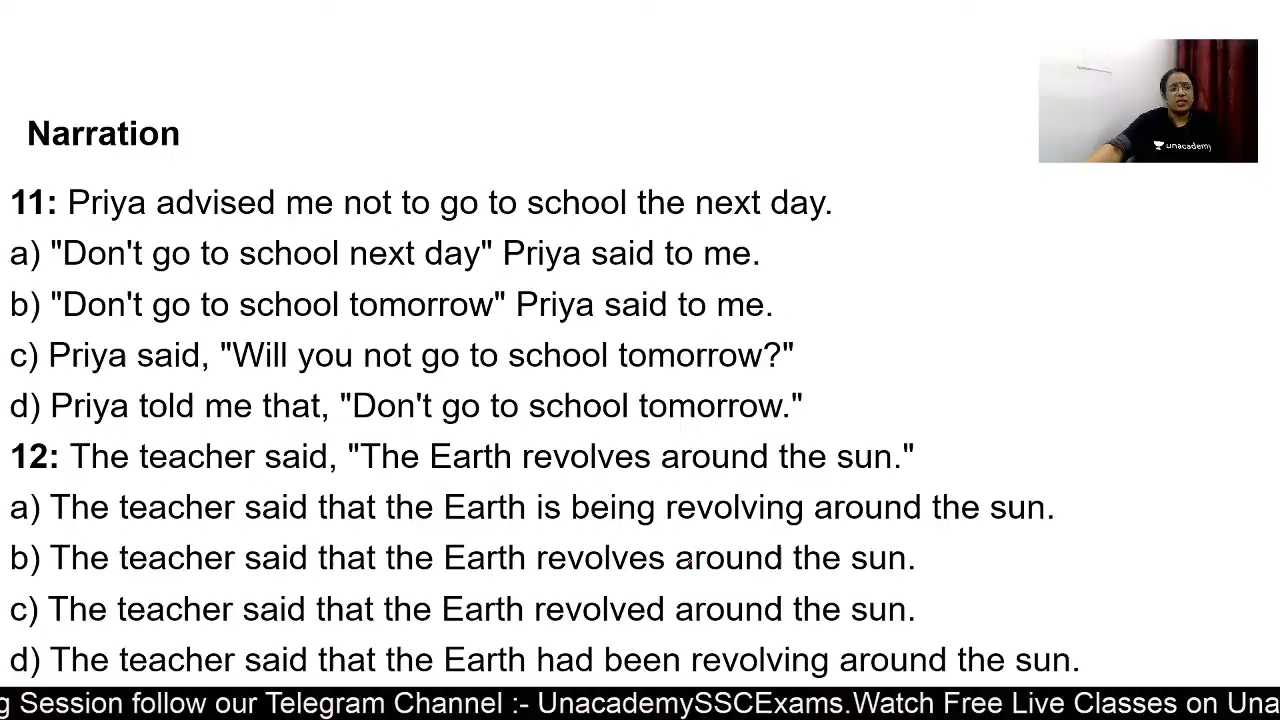 unacademy
Narration
11: Priya advised me not to go to school the next day.
a) "Don't go to school next day" Priya said to me.
b) "Don't go to school tomorrow" Priya said to me.
c) Priya said, "Will you not go to school tomorrow?"
d) Priya told me that, "Don't go to school tomorrow."
12: The teacher said, "The Earth revolves around the sun."
a) The teacher said that the Earth is being revolving around the sun.
b) The teacher said that the Earth revolves around the sun.
c) The teacher said that the Earth revolved around the sun.
d) The teacher said that the Earth had been revolving around the sun.
g Session follow our Telegram Channel :- UnacademySSCExams.Watch Free Live Classes on Una